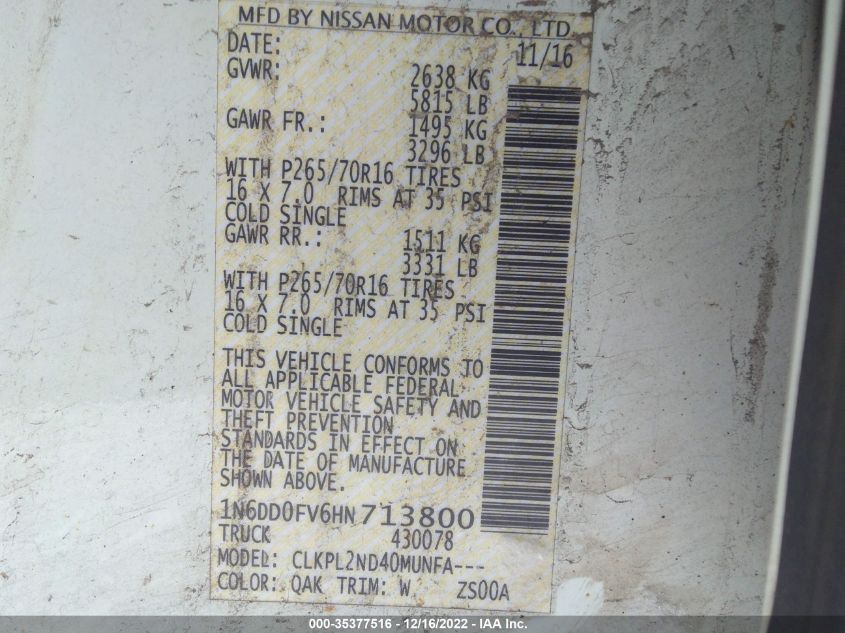 MFD BY NISSAN MOTOR CO., LTD.
DATE: 11/16
GVWR: 2638 KG
5815 LB
GAWR FR.: 1495 KG
3296 LB
WITH P265/70R16 TIRES
16 X 7.0 RIMS AT 35 PSI
COLD SINGLE
GAWR RR.: 1511 KG
3331 LB
WITH P265/70R16 TIRES
16 X 7.0 RIMS AT 35 PSI
COLD SINGLE
THIS VEHICLE CONFORMS TO
ALL APPLICABLE FEDERAL
MOTOR VEHICLE SAFETY AND
THEFT PREVENTION
STANDARDS IN EFFECT ON
THE DATE OF MANUFACTURE
SHOWN ABOVE.
1N6DD0FV6HN713800
TRUCK 430078
MODEL: CLKPL2ND40MUNFA---
COLOR: QAK TRIM: W ZS00A
000-35377516 - 12/16/2022 - IAA Inc.